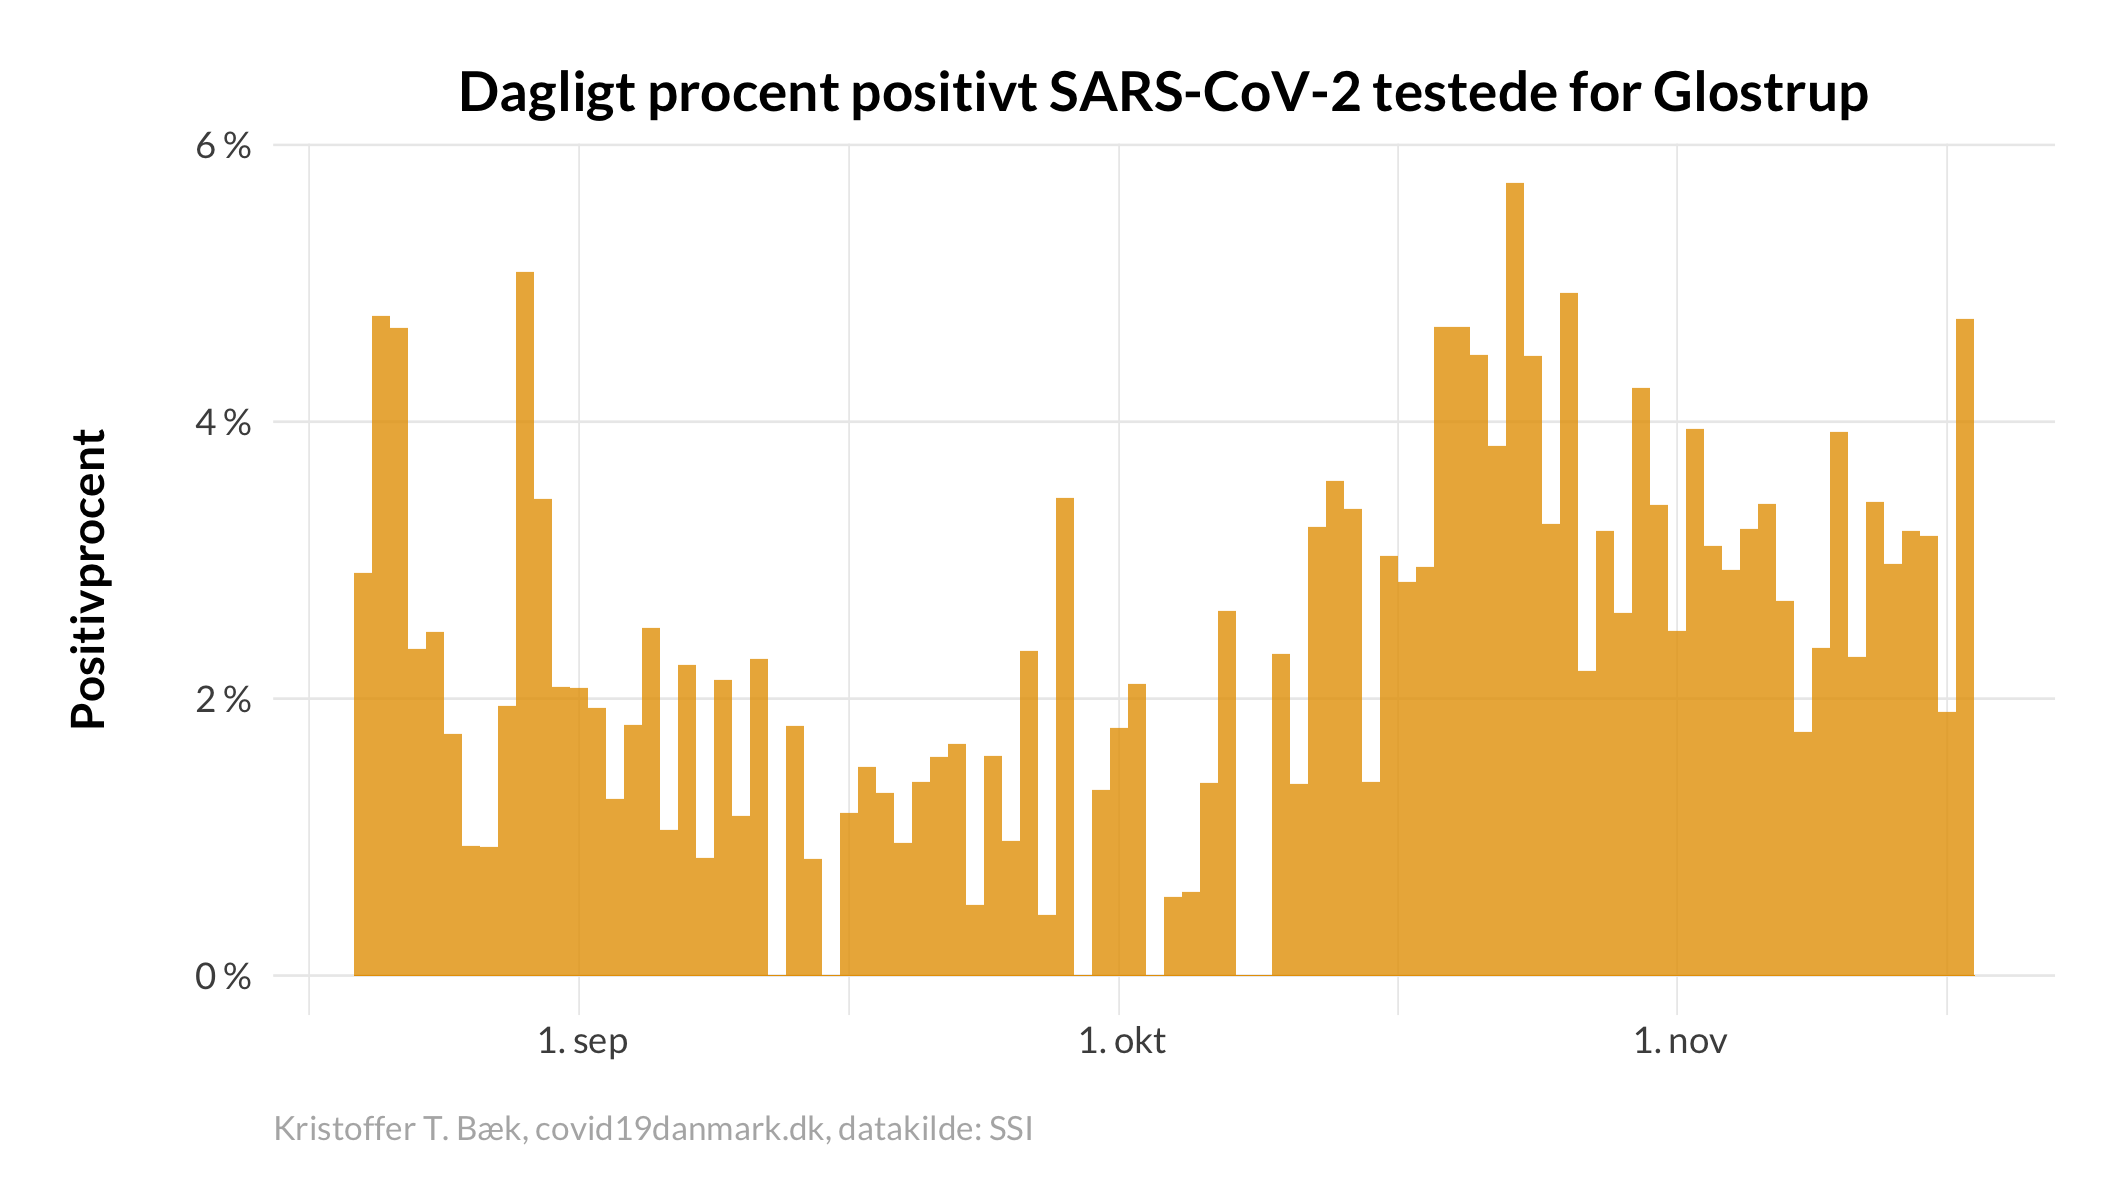 Dagligt procent positivt SARS-CoV-2 testede for Glostrup
Positivprocent
6 %
4 %
2 %
0 %
1. sep
1. okt
1. nov
Kristoffer T. Bæk, covid19danmark.dk, datakilde: SSI